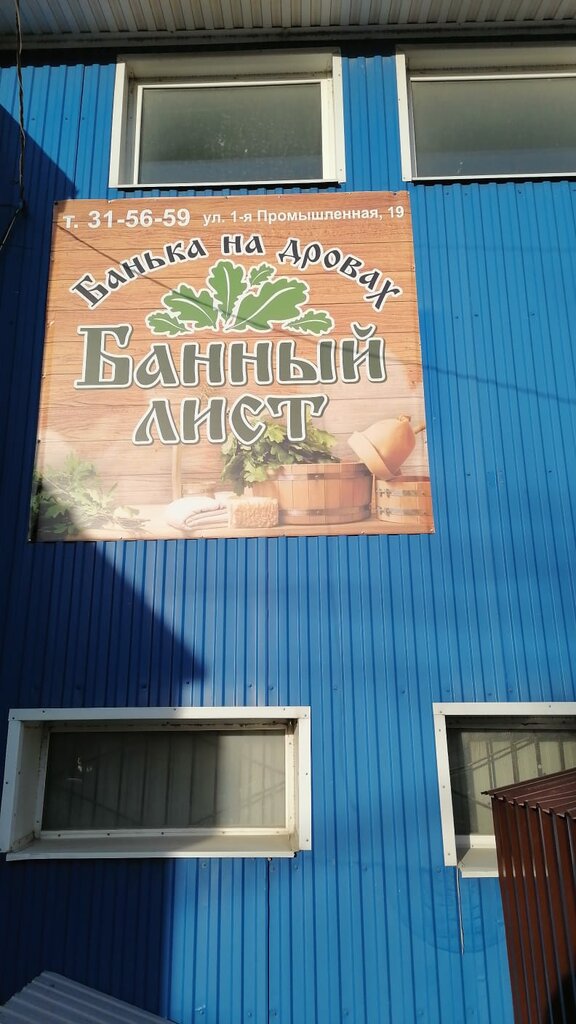 т. 31-56-59 ул. 1-я Промышленная, 19
Банька на дровах
Банный
лист